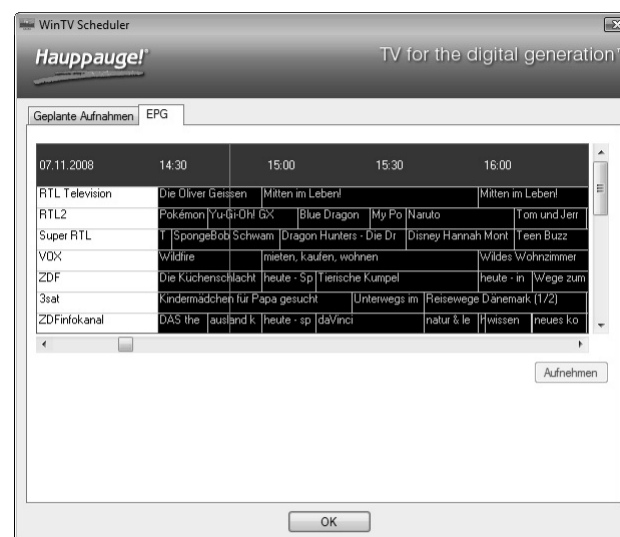 WinTV Scheduler
Hauppauge!
TV for the digital generation
Geplante Aufnahmen EPG
07.11.2008 14:30 15:00 15:30 16:00
RTL Television Die Oliver Geissen Mitten im Leben! Mitten im Leben!
RTL2 Pokémon Yu-Gi-Oh! GX Blue Dragon My Po Naruto Tom und Jerr
Super RTL T SpongeBob Schwam Dragon Hunters - Die Dr Disney Hannah Mont Teen Buzz
VOX Wildfire mieten, kaufen, wohnen Wildes Wohnzimmer
ZDF Die Küchenschlacht heute - Sp Tierische Kumpel heute - in Wege zum
3sat Kindermädchen für Papa gesucht Unterwegs im Reisewege Dänemark (1/2)
ZDFinfokanal DAS the ausland k heute - sp daVinci natur & le H wissen neues ko
Aufnehmen
OK